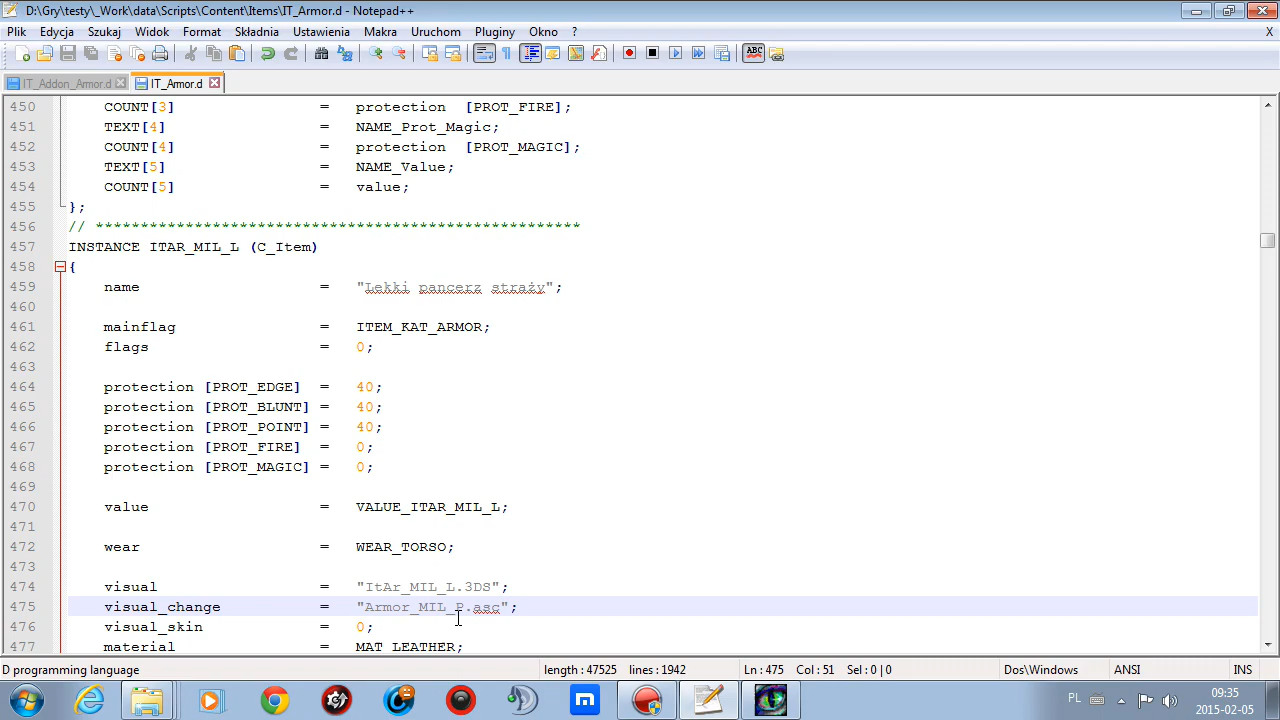 D:\Gry\testy\_Work\data\Scripts\Content\Items\IT_Armor.d - Notepad++
Plik Edycja Szukaj Widok Format Składnia Ustawienia Makra Uruchom Pluginy Okno ? X
IT_Addon_Armor.d IT_Armor.d
450 COUNT[3] = protection [PROT_FIRE];
451 TEXT[4] = NAME_Prot_Magic;
452 COUNT[4] = protection [PROT_MAGIC];
453 TEXT[5] = NAME_Value;
454 COUNT[5] = value;
455 };
456 // ******************************************************
457 INSTANCE ITAR_MIL_L (C_Item)
458 {
459 name = "Lekki pancerz straży";
460
461 mainflag = ITEM_KAT_ARMOR;
462 flags = 0;
463
464 protection [PROT_EDGE] = 40;
465 protection [PROT_BLUNT] = 40;
466 protection [PROT_POINT] = 40;
467 protection [PROT_FIRE] = 0;
468 protection [PROT_MAGIC] = 0;
469
470 value = VALUE_ITAR_MIL_L;
471
472 wear = WEAR_TORSO;
473
474 visual = "ItAr_MIL_L.3DS";
475 visual_change = "Armor_MIL_P.asc";
476 visual_skin = 0;
477 material = MAT_LEATHER;
D programming language length : 47525 lines : 1942 Ln : 475 Col : 51 Sel : 0 | 0 Dos\Windows ANSI INS
PL 09:35
2015-02-05